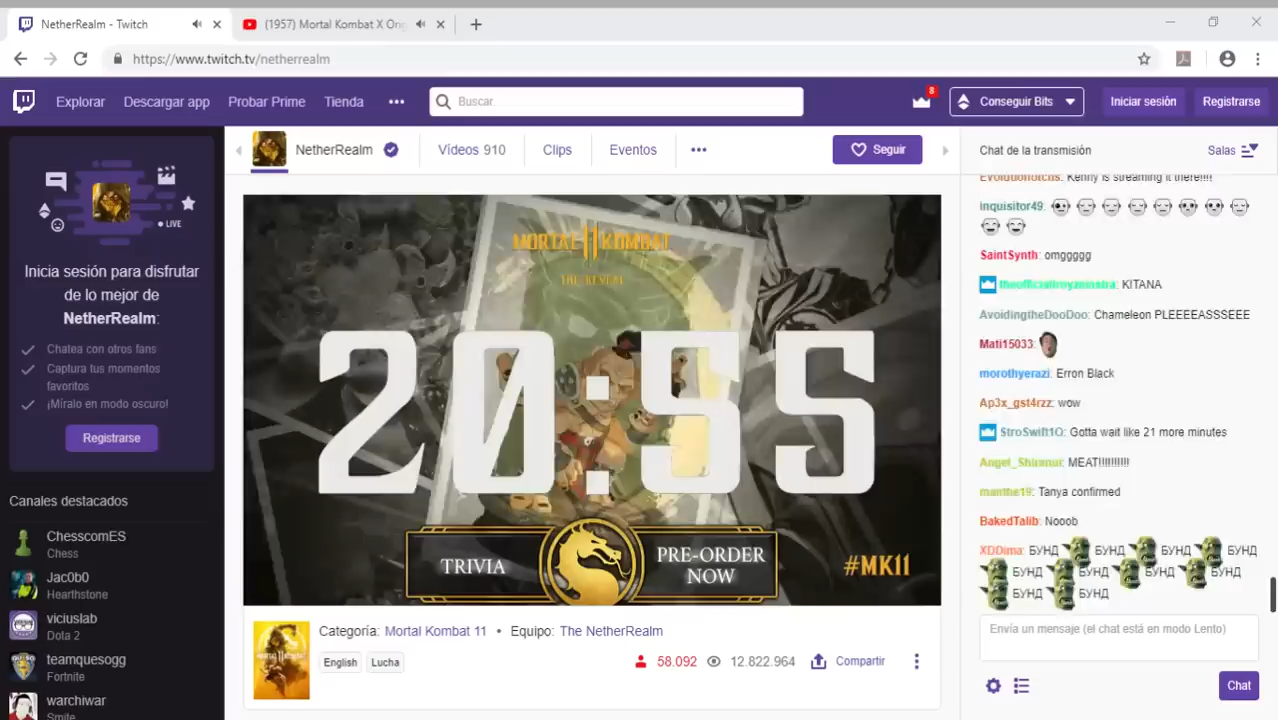 NetherRealm - Twitch
(1957) Mortal Kombat X Orig
https://www.twitch.tv/netherrealm
Explorar
Descargar app
Probar Prime
Tienda
Buscar
8
Conseguir Bits
Iniciar sesión
Registrarse
LIVE
Inicia sesión para disfrutar
de lo mejor de
NetherRealm:
Chatea con otros fans
Captura tus momentos
favoritos
¡Míralo en modo oscuro!
Registrarse
Canales destacados
ChesscomES
Chess
Jac0b0
Hearthstone
viciuslab
Dota 2
teamquesogg
Fortnite
warchiwar
Smite
NetherRealm
Vídeos 910
Clips
Eventos
Seguir
MORTAL KOMBAT 11
THE REVEAL
20:55
TRIVIA
PRE-ORDER
NOW
#MK11
Categoría: Mortal Kombat 11 • Equipo: The NetherRealm
English
Lucha
58.092
12.822.964
Compartir
Chat de la transmisión
Salas
Kenny is streaming it there!!!!
inquisitor49:
SaintSynth: omggggg
KITANA
AvoidingtheDooDoo: Chameleon PLEEEEASSSEEE
Mati15033:
morothyerazi: Erron Black
Ap3x_gst4rzz: wow
StroSwift10: Gotta wait like 21 more minutes
MEAT!!!!!!!!!!
manthe19: Tanya confirmed
BakedTalib: Nooob
XDDima: БУНД БУНД БУНД БУНД
БУНД БУНД БУНД БУНД
БУНД БУНД
Envía un mensaje (el chat está en modo Lento)
Chat